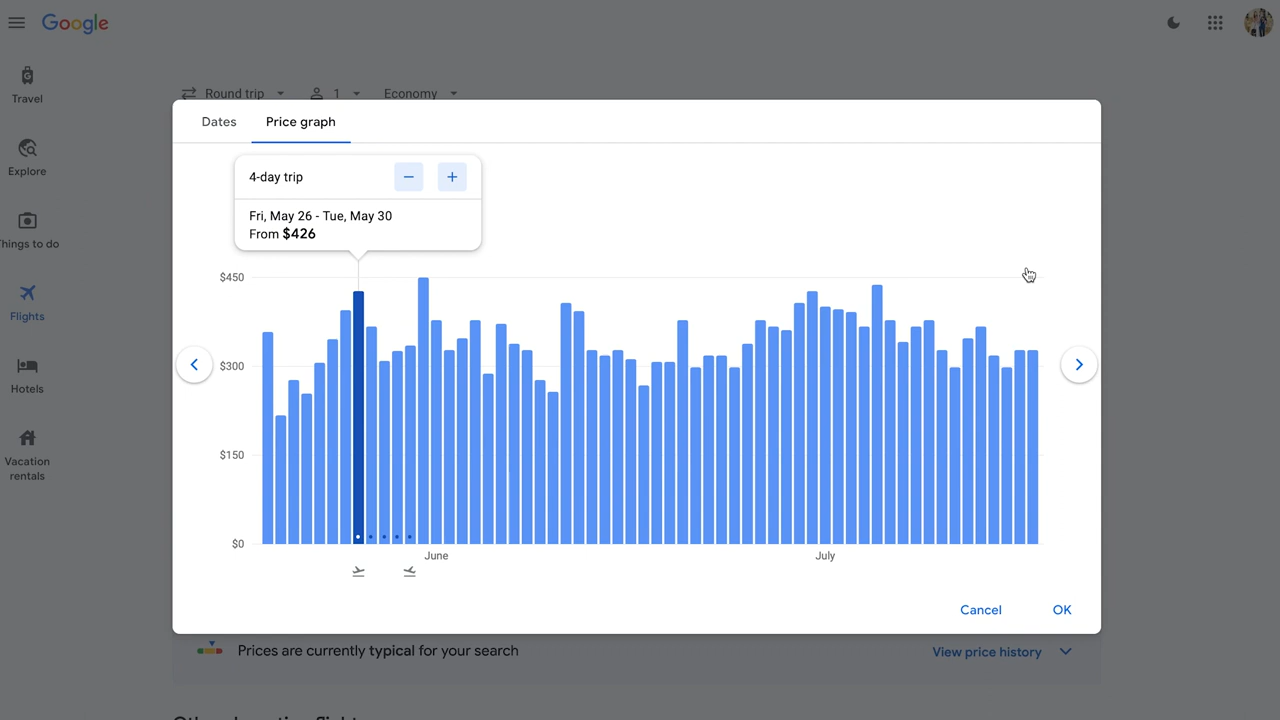 Google
Travel
Explore
Things to do
Flights
Hotels
Vacation
rentals
Round trip
1
Economy
Dates
Price graph
4-day trip
Fri, May 26 - Tue, May 30
From $426
$450
$300
$150
$0
June
July
Cancel
OK
Prices are currently typical for your search
View price history